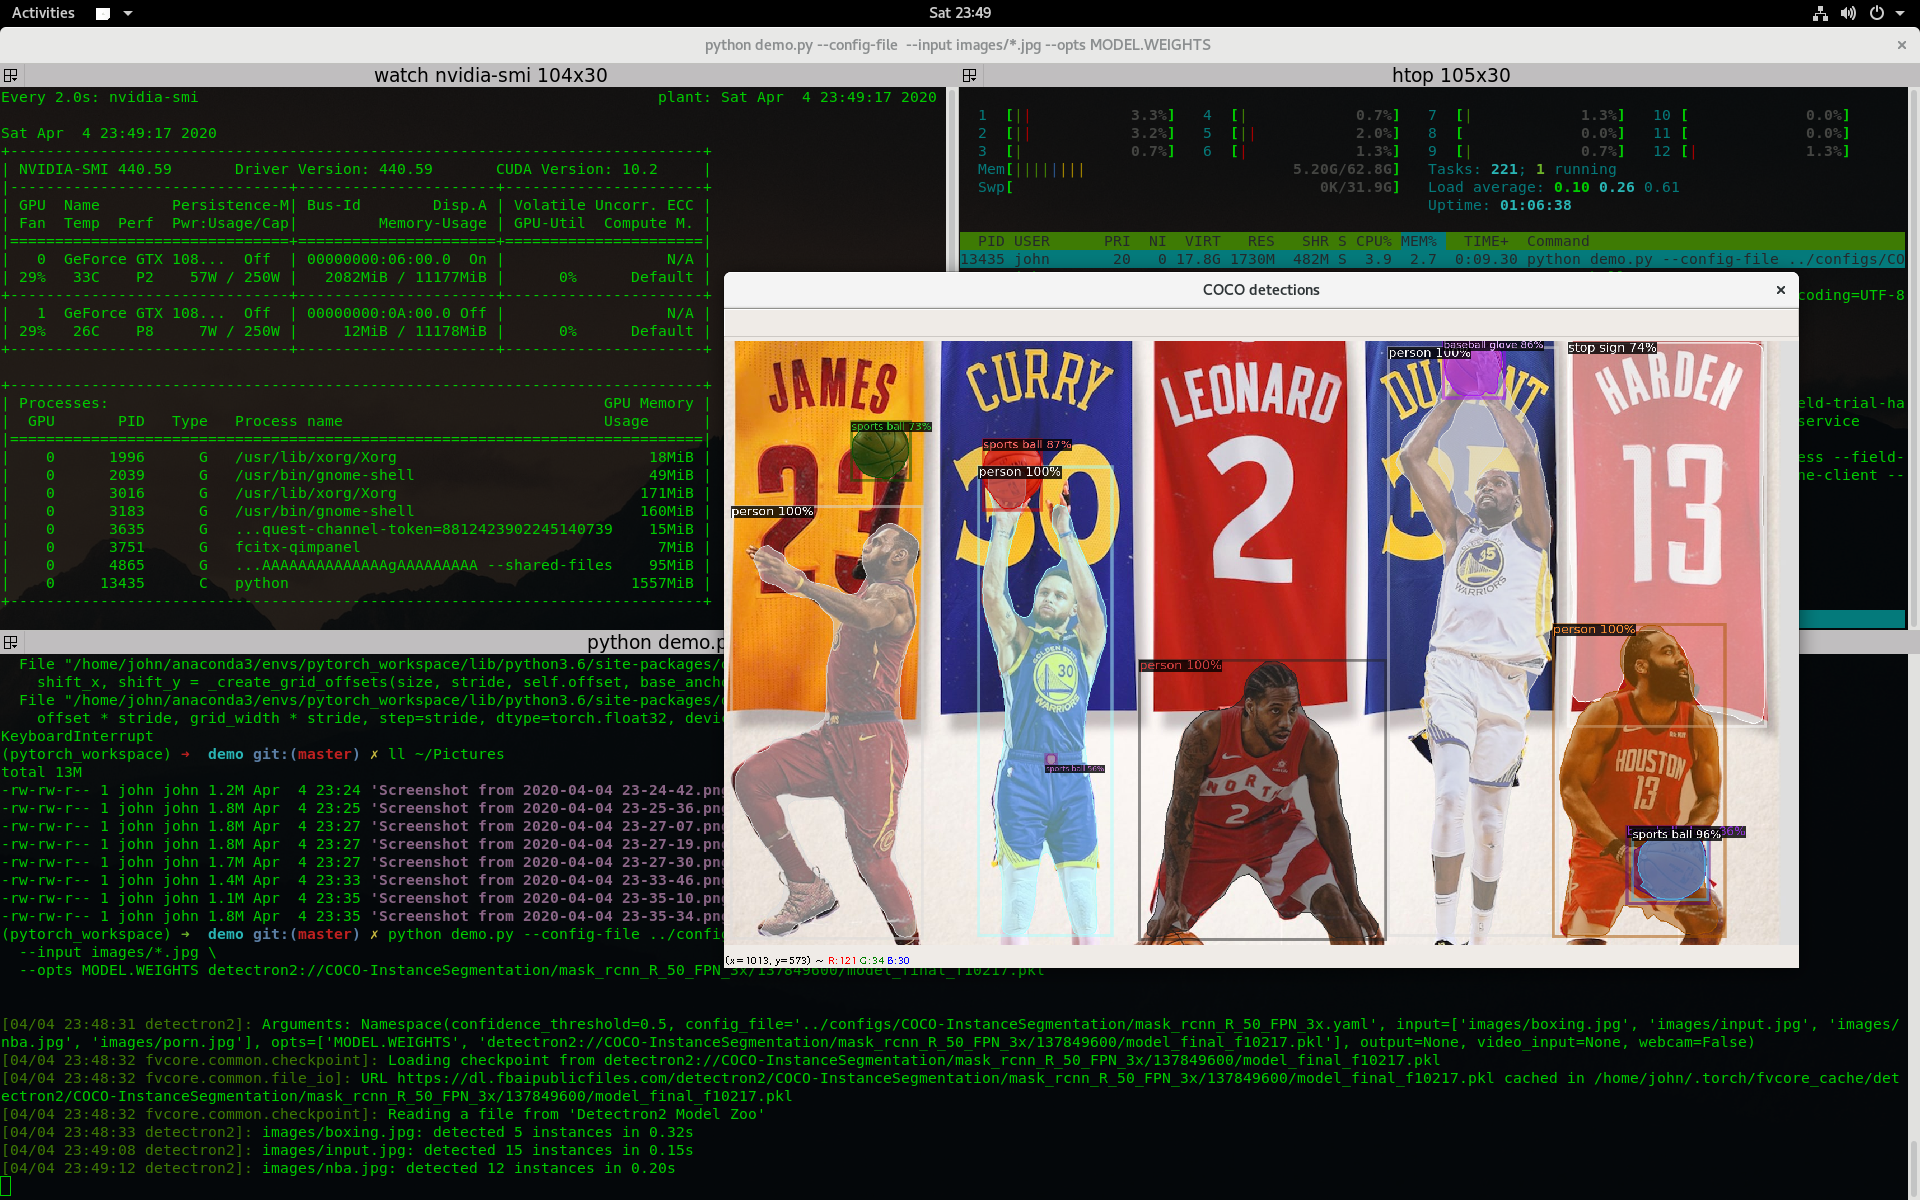 Activities
Sat 23:49
python demo.py --config-file  --input images/*.jpg --opts MODEL.WEIGHTS
watch nvidia-smi 104x30
Every 2.0s: nvidia-smi plant: Sat Apr  4 23:49:17 2020
Sat Apr  4 23:49:17 2020
NVIDIA-SMI 440.59 Driver Version: 440.59 CUDA Version: 10.2
GPU  Name Persistence-M| Bus-Id Disp.A | Volatile Uncorr. ECC
Fan  Temp  Perf  Pwr:Usage/Cap| Memory-Usage | GPU-Util  Compute M.
0  GeForce GTX 108...  Off | 00000000:06:00.0  On | N/A
29%   33C    P2    57W / 250W | 2082MiB / 11177MiB | 0%      Default
1  GeForce GTX 108...  Off | 00000000:0A:00.0 Off | N/A
29%   26C    P8     7W / 250W | 12MiB / 11178MiB | 0%      Default
Processes: GPU Memory
GPU       PID   Type   Process name Usage
0      1996      G   /usr/lib/xorg/Xorg 18MiB
0      2039      G   /usr/bin/gnome-shell 49MiB
0      3016      G   /usr/lib/xorg/Xorg 171MiB
0      3183      G   /usr/bin/gnome-shell 160MiB
0      3635      G   ...quest-channel-token=8812423902245140739 15MiB
0      3751      G   fcitx-qimpanel 7MiB
0      4865      G   ...AAAAAAAAAAAAAAgAAAAAAAAA --shared-files 95MiB
0     13435      C   python 1557MiB
htop 105x30
1 [|| 3.3%] 4 [| 0.7%] 7 [| 1.3%] 10 [ 0.0%]
2 [|| 3.2%] 5 [|| 2.0%] 8 [ 0.0%] 11 [ 0.0%]
3 [| 0.7%] 6 [| 1.3%] 9 [| 0.7%] 12 [| 1.3%]
Mem[|||||||| 5.20G/62.8G] Tasks: 221; 1 running
Swp[ 0K/31.9G] Load average: 0.10 0.26 0.61
Uptime: 01:06:38
PID USER PRI NI VIRT RES SHR S CPU% MEM% TIME+ Command
13435 john 20 0 17.8G 1730M 482M S 3.9 2.7 0:09.30 python demo.py --config-file ../configs/CO
coding=UTF-8
eld-trial-ha
service
ess --field-
ne-client --
COCO detections
JAMES
23
CURRY
30
LEONARD
2
person 100%
baseball glove 86%
stop sign 74%
HARDEN
13
sports ball 73%
sports ball 87%
person 100%
person 100%
GOLDEN STATE
30
WARRIORS
sports ball 56%
person 100%
NORTH
2
35
WARRIORS
person 100%
HOUSTON
13
sports ball 96%
(x=1013, y=573) ~ R:121 G:34 B:30
python demo.p
File "/home/john/anaconda3/envs/pytorch_workspace/lib/python3.6/site-packages/
shift_x, shift_y = _create_grid_offsets(size, stride, self.offset, base_anch
File "/home/john/anaconda3/envs/pytorch_workspace/lib/python3.6/site-packages/
offset * stride, grid_width * stride, step=stride, dtype=torch.float32, devi
KeyboardInterrupt
(pytorch_workspace) ➜  demo git:(master) ✗ ll ~/Pictures
total 13M
-rw-rw-r-- 1 john john 1.2M Apr  4 23:24 'Screenshot from 2020-04-04 23-24-42.png
-rw-rw-r-- 1 john john 1.8M Apr  4 23:25 'Screenshot from 2020-04-04 23-25-36.png
-rw-rw-r-- 1 john john 1.8M Apr  4 23:27 'Screenshot from 2020-04-04 23-27-07.png
-rw-rw-r-- 1 john john 1.8M Apr  4 23:27 'Screenshot from 2020-04-04 23-27-19.png
-rw-rw-r-- 1 john john 1.7M Apr  4 23:27 'Screenshot from 2020-04-04 23-27-30.png
-rw-rw-r-- 1 john john 1.4M Apr  4 23:33 'Screenshot from 2020-04-04 23-33-46.png
-rw-rw-r-- 1 john john 1.1M Apr  4 23:35 'Screenshot from 2020-04-04 23-35-10.png
-rw-rw-r-- 1 john john 1.8M Apr  4 23:35 'Screenshot from 2020-04-04 23-35-34.png
(pytorch_workspace) ➜  demo git:(master) ✗ python demo.py --config-file ../confi
--input images/*.jpg \
--opts MODEL.WEIGHTS detectron2://COCO-InstanceSegmentation/mask_rcnn_R_50_FPN_3x/137849600/model_final_f10217.pkl
[04/04 23:48:31 detectron2]: Arguments: Namespace(confidence_threshold=0.5, config_file='../configs/COCO-InstanceSegmentation/mask_rcnn_R_50_FPN_3x.yaml', input=['images/boxing.jpg', 'images/input.jpg', 'images/
nba.jpg', 'images/porn.jpg'], opts=['MODEL.WEIGHTS', 'detectron2://COCO-InstanceSegmentation/mask_rcnn_R_50_FPN_3x/137849600/model_final_f10217.pkl'], output=None, video_input=None, webcam=False)
[04/04 23:48:32 fvcore.common.checkpoint]: Loading checkpoint from detectron2://COCO-InstanceSegmentation/mask_rcnn_R_50_FPN_3x/137849600/model_final_f10217.pkl
[04/04 23:48:32 fvcore.common.file_io]: URL https://dl.fbaipublicfiles.com/detectron2/COCO-InstanceSegmentation/mask_rcnn_R_50_FPN_3x/137849600/model_final_f10217.pkl cached in /home/john/.torch/fvcore_cache/det
ectron2/COCO-InstanceSegmentation/mask_rcnn_R_50_FPN_3x/137849600/model_final_f10217.pkl
[04/04 23:48:32 fvcore.common.checkpoint]: Reading a file from 'Detectron2 Model Zoo'
[04/04 23:48:33 detectron2]: images/boxing.jpg: detected 5 instances in 0.32s
[04/04 23:49:08 detectron2]: images/input.jpg: detected 15 instances in 0.15s
[04/04 23:49:12 detectron2]: images/nba.jpg: detected 12 instances in 0.20s